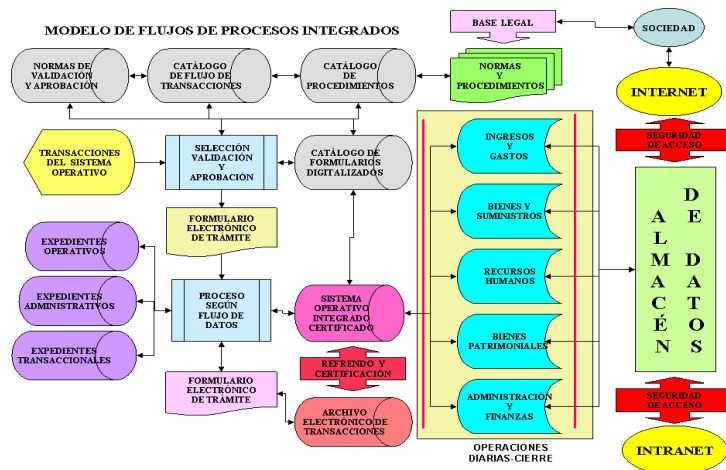 MODELO DE FLUJOS DE PROCESOS INTEGRADOS
BASE LEGAL
SOCIEDAD
NORMAS DE
VALIDACIÓN
Y APROBACIÓN
CATÁLOGO
DE FLUJO DE
TRANSACCIONES
CATÁLOGO
DE
PROCEDIMIENTOS
NORMAS
Y
PROCEDIMIENTOS
INTERNET
SEGURIDAD
DE ACCESO
TRANSACCIONES
DEL SISTEMA
OPERATIVO
SELECCIÓN
VALIDACIÓN
Y
APROBACIÓN
CATÁLOGO
DE
FORMULARIOS
DIGITALIZADOS
INGRESOS
Y
GASTOS
FORMULARIO
ELECTRÓNICO
DE TRÁMITE
BIENES
Y
SUMINISTROS
ALMACÉN
DE DATOS
EXPEDIENTES
OPERATIVOS
EXPEDIENTES
ADMINISTRATIVOS
EXPEDIENTES
TRANSACCIONALES
PROCESO
SEGÚN
FLUJO DE
DATOS
SISTEMA
OPERATIVO
INTEGRADO
CERTIFICADO
RECURSOS
HUMANOS
BIENES
PATRIMONIALES
REFRENDO Y
CERTIFICACIÓN
FORMULARIO
ELECTRÓNICO
DE TRÁMITE
ARCHIVO
ELECTRÓNICO DE
TRANSACCIONES
ADMINISTRACIÓN
Y
FINANZAS
SEGURIDAD
DE ACCESO
OPERACIONES
DIARIAS-CIERRE
INTRANET